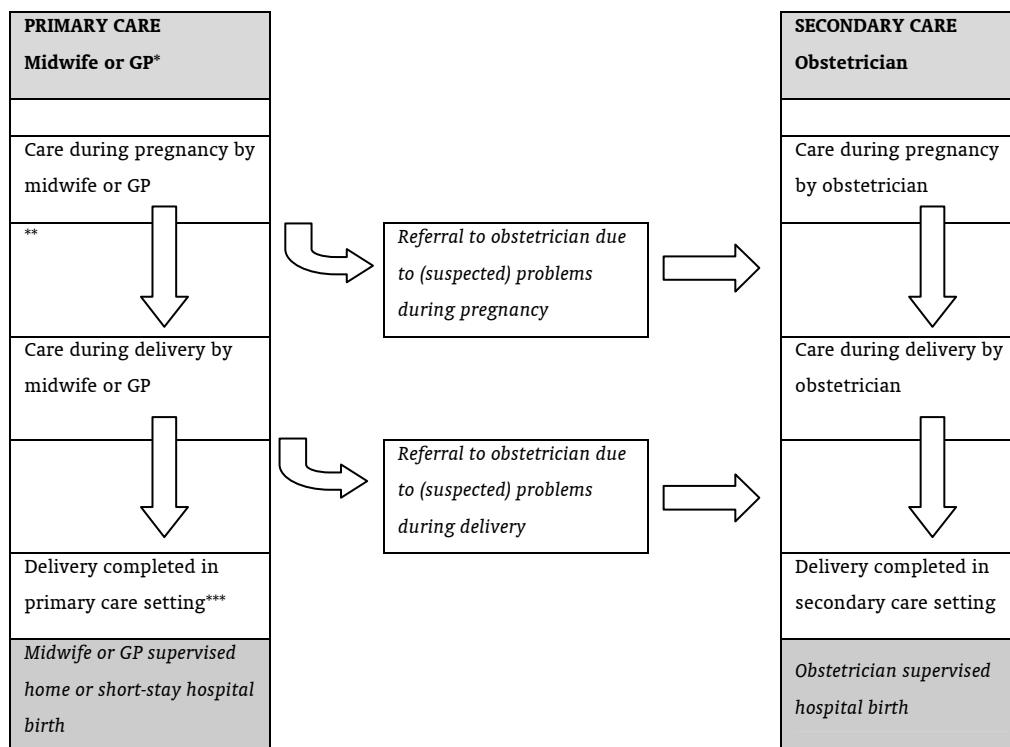 PRIMARY CARE
Midwife or GP*
Care during pregnancy by
midwife or GP
**
Care during delivery by
midwife or GP
Delivery completed in
primary care setting***
Midwife or GP supervised
home or short-stay hospital
birth
Referral to obstetrician due
to (suspected) problems
during pregnancy
Referral to obstetrician due
to (suspected) problems
during delivery
SECONDARY CARE
Obstetrician
Care during pregnancy
by obstetrician
Care during delivery by
obstetrician
Delivery completed in
secondary care setting
Obstetrician supervised
hospital birth